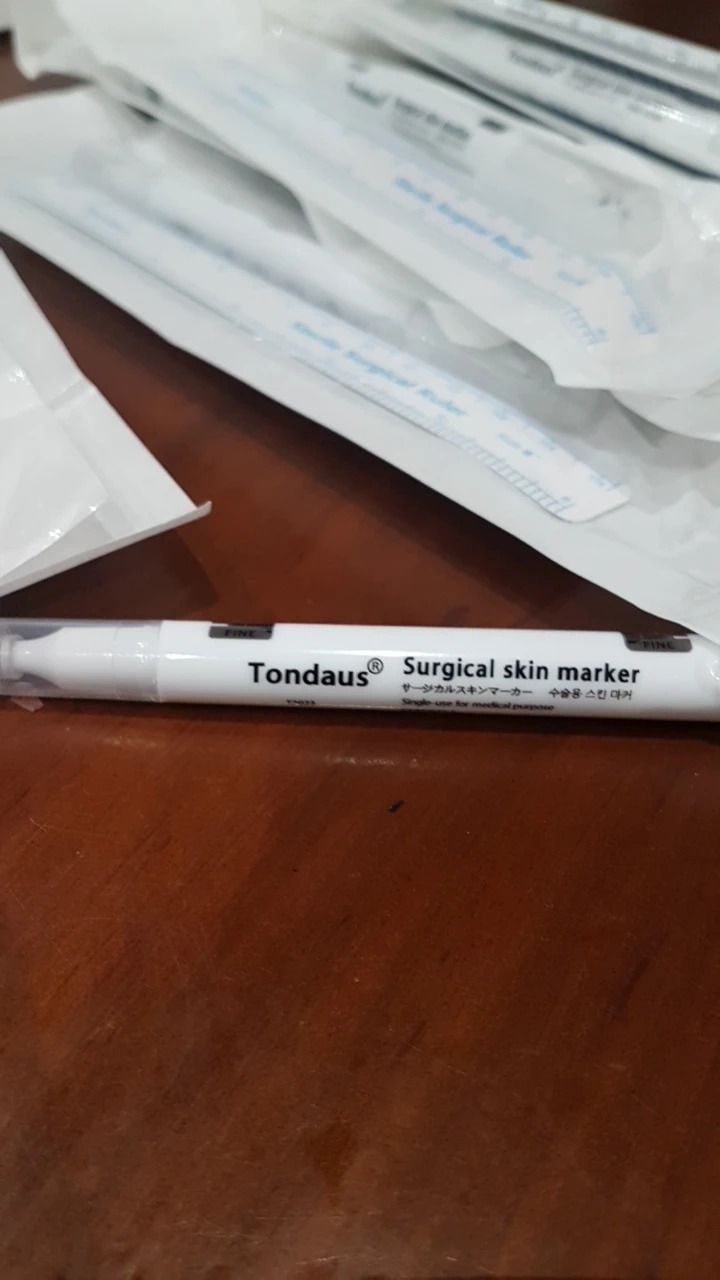 Tondaus
Sterile Surgical Ruler
Sterile Surgical Ruler
FINE
FINE
Tondaus® Surgical skin marker
サージカルスキンマーカー 수술용 스킨 마커
Single-use for medical purpose